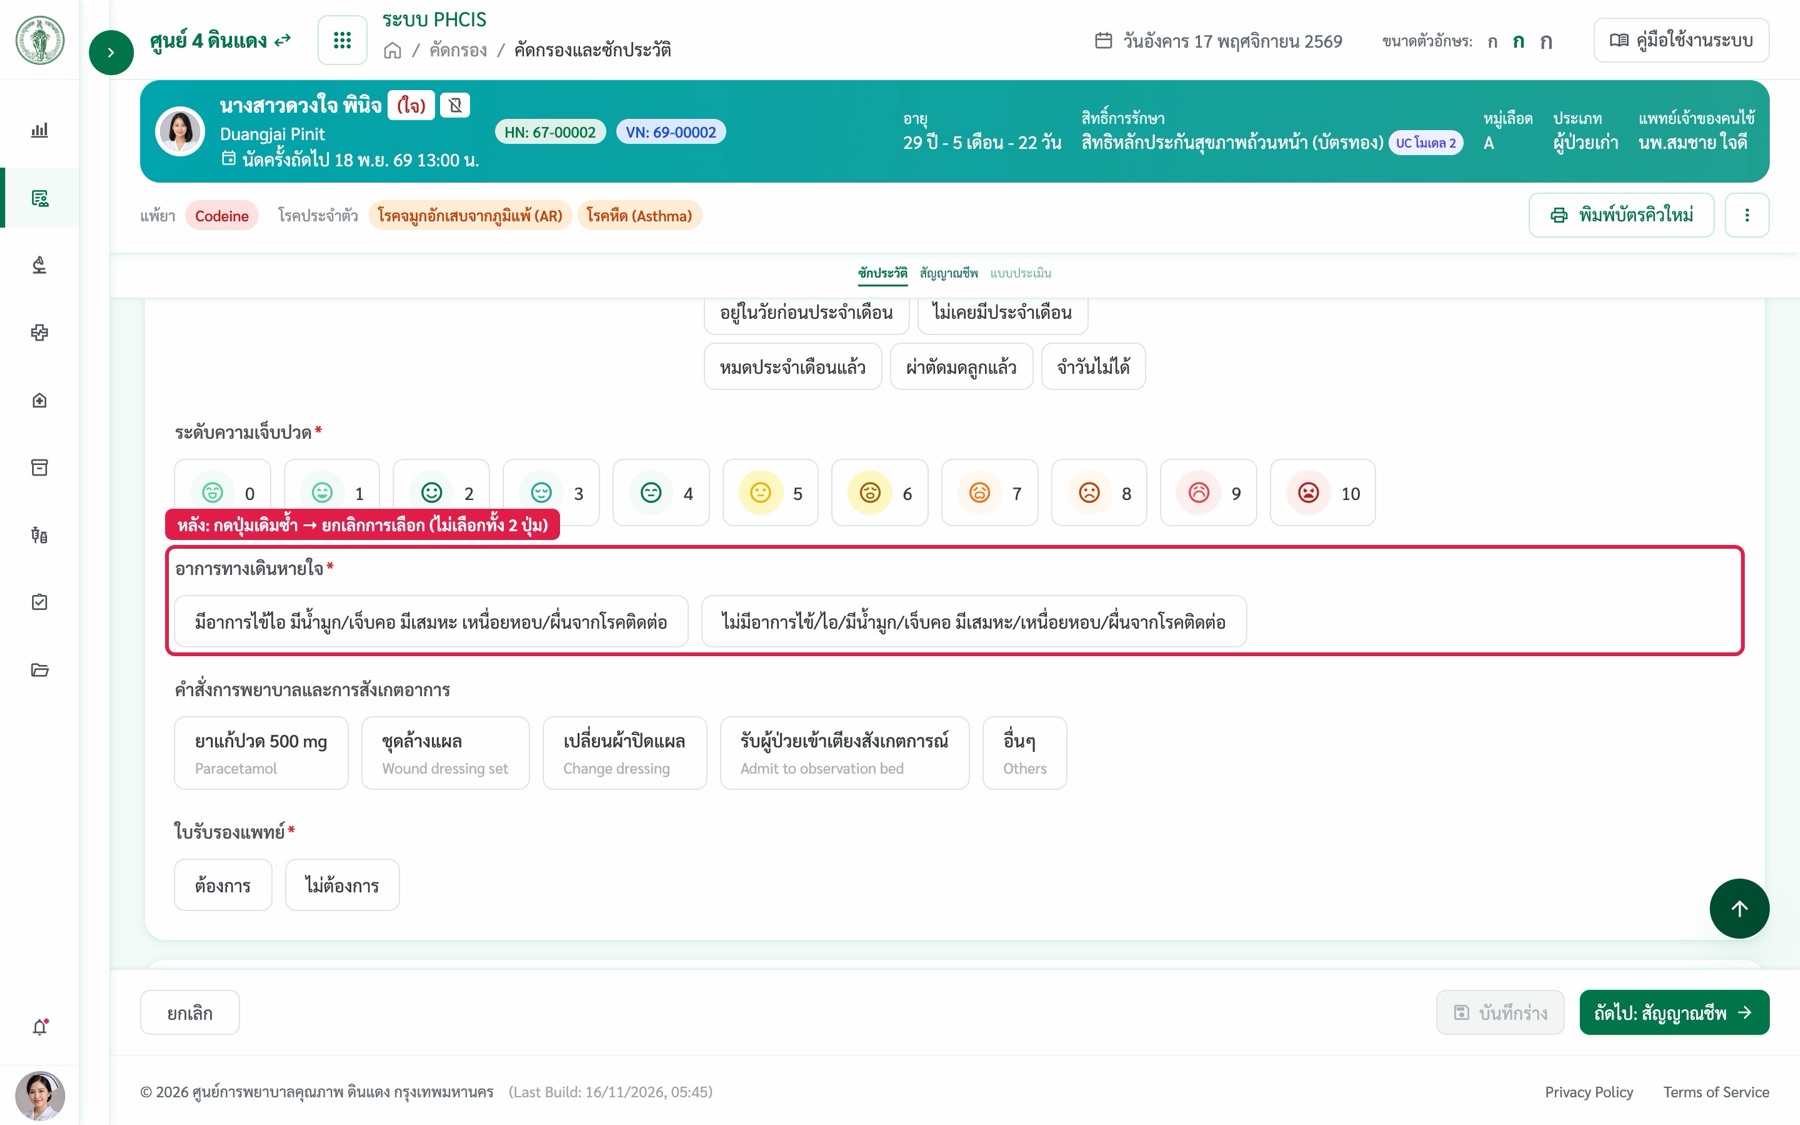 ศูนย์ 4 ดินแดง
ระบบ PHCIS
/ คัดกรอง / คัดกรองและซักประวัติ
วันอังคาร 17 พฤศจิกายน 2569
ขนาดตัวอักษร: ก ก ก
คู่มือใช้งานระบบ
นางสาวดวงใจ พินิจ (ใจ)
Duangjai Pinit
นัดครั้งถัดไป 18 พ.ย. 69 13:00 น.
HN: 67-00002
VN: 69-00002
อายุ
29 ปี - 5 เดือน - 22 วัน
สิทธิ์การรักษา
สิทธิหลักประกันสุขภาพถ้วนหน้า (บัตรทอง) UC โมเดล 2
หมู่เลือด
A
ประเภท
ผู้ป่วยเก่า
แพทย์เจ้าของคนไข้
นพ.สมชาย ใจดี
แพ้ยา Codeine โรคประจำตัว โรคจมูกอักเสบจากภูมิแพ้ (AR) โรคหืด (Asthma)
พิมพ์บัตรคิวใหม่
ซักประวัติ สัญญาณชีพ แบบประเมิน
อยู่ในวัยก่อนประจำเดือน ไม่เคยมีประจำเดือน
หมดประจำเดือนแล้ว ผ่าตัดมดลูกแล้ว จำวันไม่ได้
ระดับความเจ็บปวด*
0 1 2 3 4 5 6 7 8 9 10
หลัง: กดปุ่มเดิมซ้ำ → ยกเลิกการเลือก (ไม่เลือกทั้ง 2 ปุ่ม)
อาการทางเดินหายใจ*
มีอาการไข้ไอ มีน้ำมูก/เจ็บคอ มีเสมหะ เหนื่อยหอบ/ผื่นจากโรคติดต่อ
ไม่มีอาการไข้/ไอ/มีน้ำมูก/เจ็บคอ มีเสมหะ/เหนื่อยหอบ/ผื่นจากโรคติดต่อ
คำสั่งการพยาบาลและการสังเกตอาการ
ยาแก้ปวด 500 mg
Paracetamol
ชุดล้างแผล
Wound dressing set
เปลี่ยนผ้าปิดแผล
Change dressing
รับผู้ป่วยเข้าเตียงสังเกตการณ์
Admit to observation bed
อื่นๆ
Others
ใบรับรองแพทย์*
ต้องการ ไม่ต้องการ
ยกเลิก
บันทึกร่าง
ถัดไป: สัญญาณชีพ
© 2026 ศูนย์การพยาบาลคุณภาพ ดินแดง กรุงเทพมหานคร (Last Build: 16/11/2026, 05:45)
Privacy Policy Terms of Service